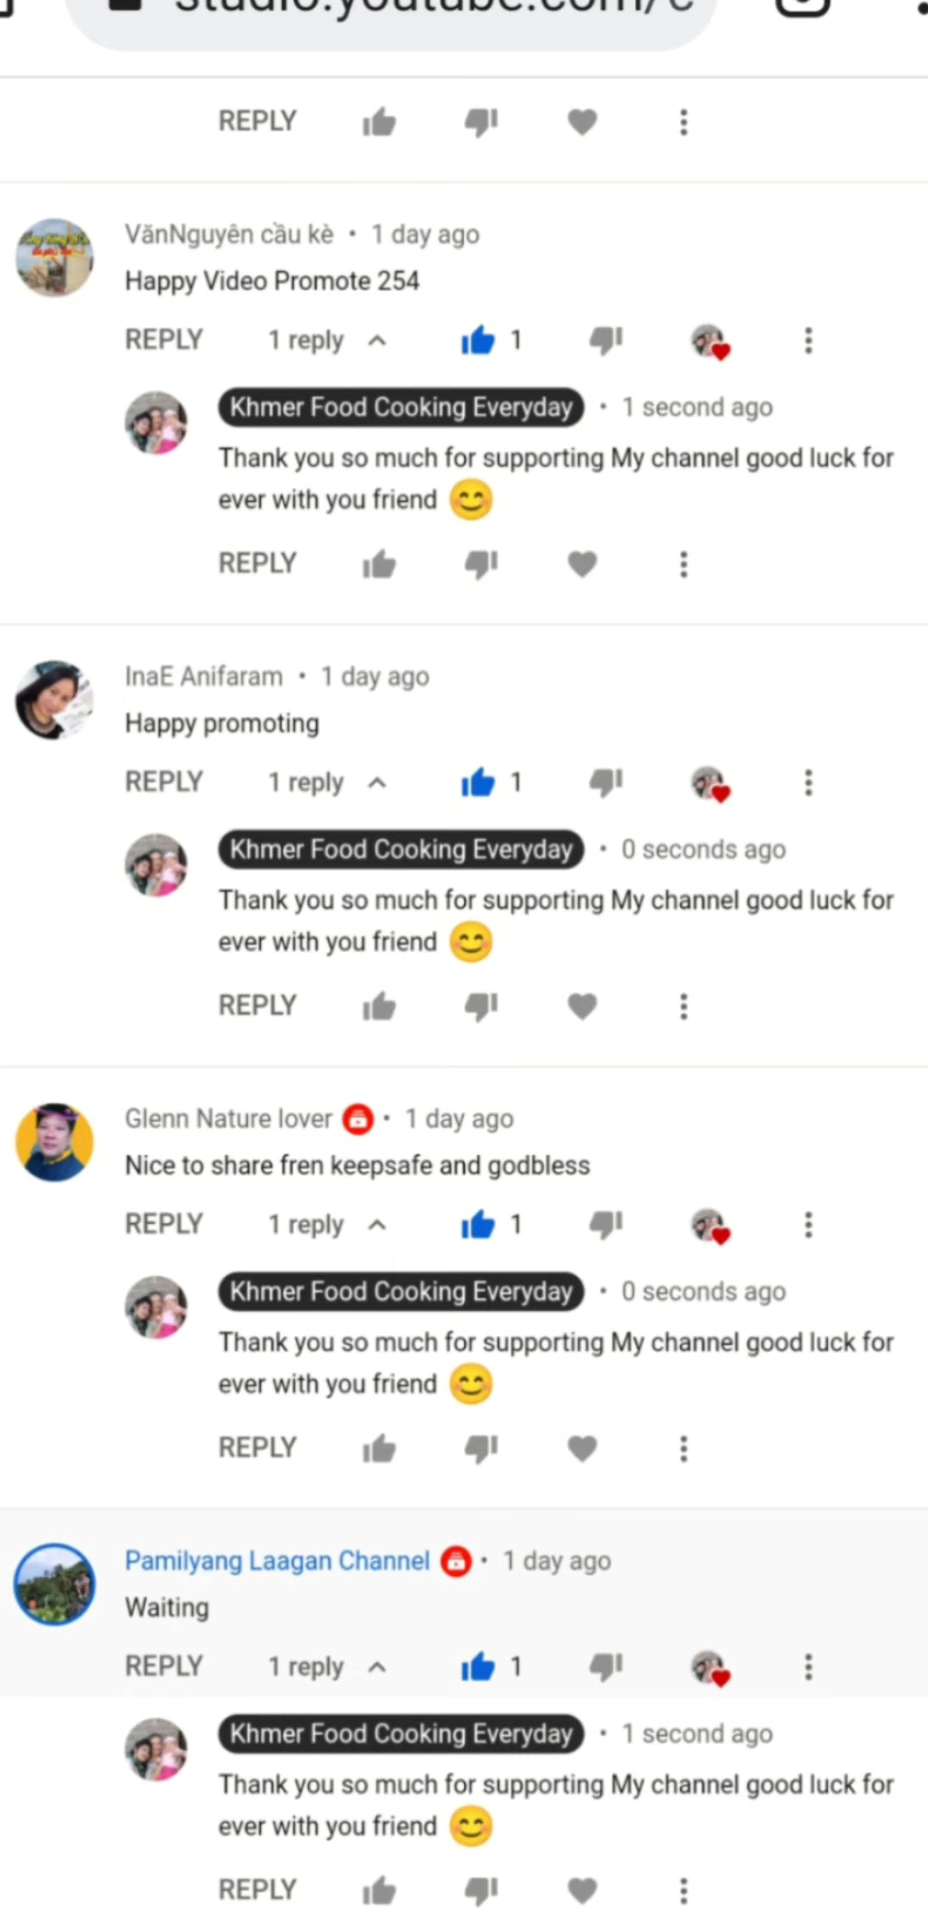 studio.youtube.com/c
REPLY
VănNguyên cầu kè • 1 day ago
Happy Video Promote 254
REPLY 1 reply 1
Khmer Food Cooking Everyday • 1 second ago
Thank you so much for supporting My channel good luck for
ever with you friend 😊
REPLY
InaE Anifaram • 1 day ago
Happy promoting
REPLY 1 reply 1
Khmer Food Cooking Everyday • 0 seconds ago
Thank you so much for supporting My channel good luck for
ever with you friend 😊
REPLY
Glenn Nature lover • 1 day ago
Nice to share fren keepsafe and godbless
REPLY 1 reply 1
Khmer Food Cooking Everyday • 0 seconds ago
Thank you so much for supporting My channel good luck for
ever with you friend 😊
REPLY
Pamilyang Laagan Channel • 1 day ago
Waiting
REPLY 1 reply 1
Khmer Food Cooking Everyday • 1 second ago
Thank you so much for supporting My channel good luck for
ever with you friend 😊
REPLY